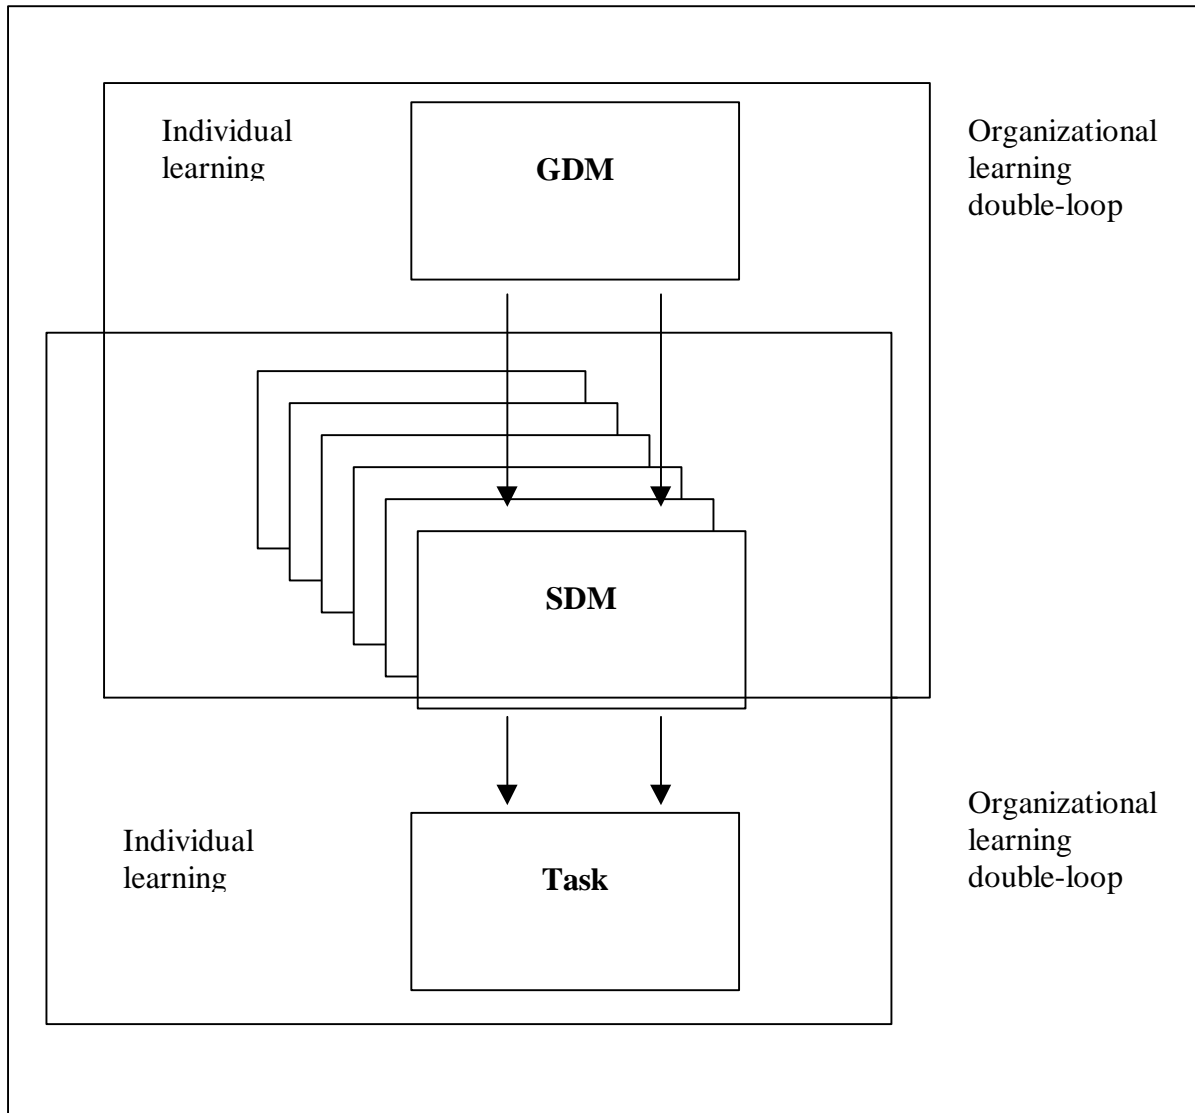 Individual
learning
GDM
Organizational
learning
double-loop
SDM
Individual
learning
Task
Organizational
learning
double-loop